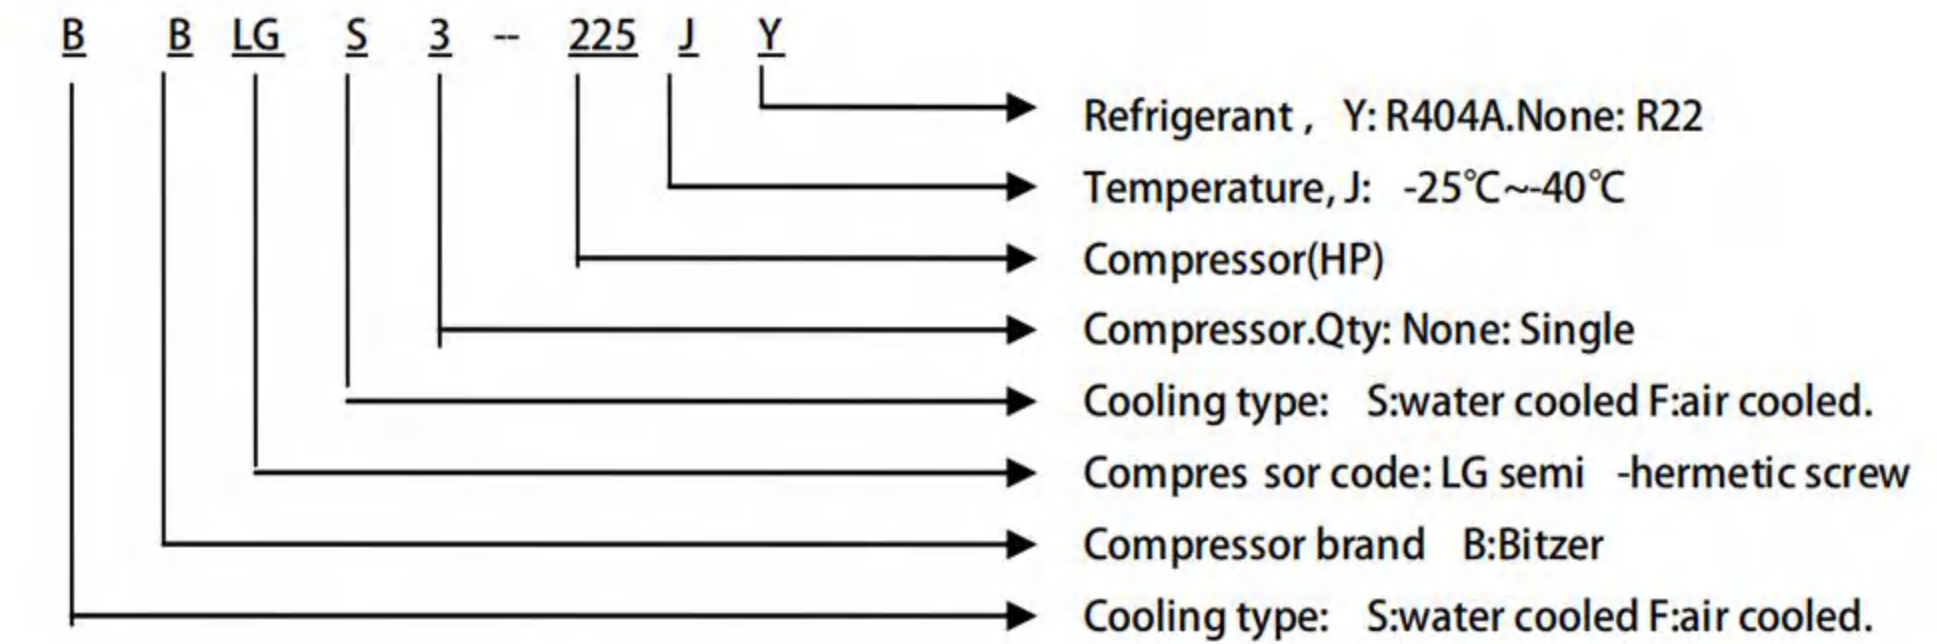 B B LG S 3 -- 225 J Y
Refrigerant , Y: R404A.None: R22
Temperature, J: -25℃~-40℃
Compressor(HP)
Compressor.Qty: None: Single
Cooling type: S:water cooled F:air cooled.
Compres sor code: LG semi -hermetic screw
Compressor brand B:Bitzer
Cooling type: S:water cooled F:air cooled.